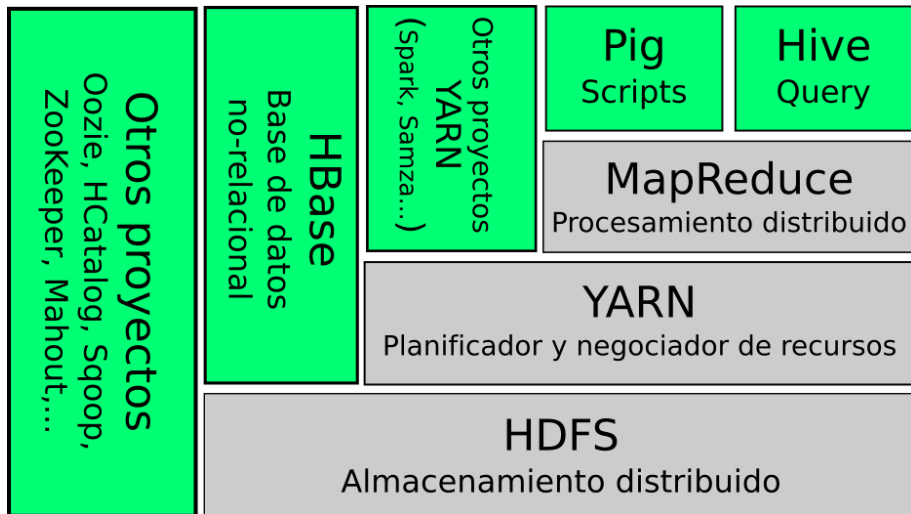 Otros proyectos
Oozie, HCatalog, Sqoop,
ZooKeeper, Mahout,...
HBase
Base de datos
no-relacional
Otros proyectos
YARN
(Spark, Samza...)
Pig
Scripts
Hive
Query
MapReduce
Procesamiento distribuido
YARN
Planificador y negociador de recursos
HDFS
Almacenamiento distribuido